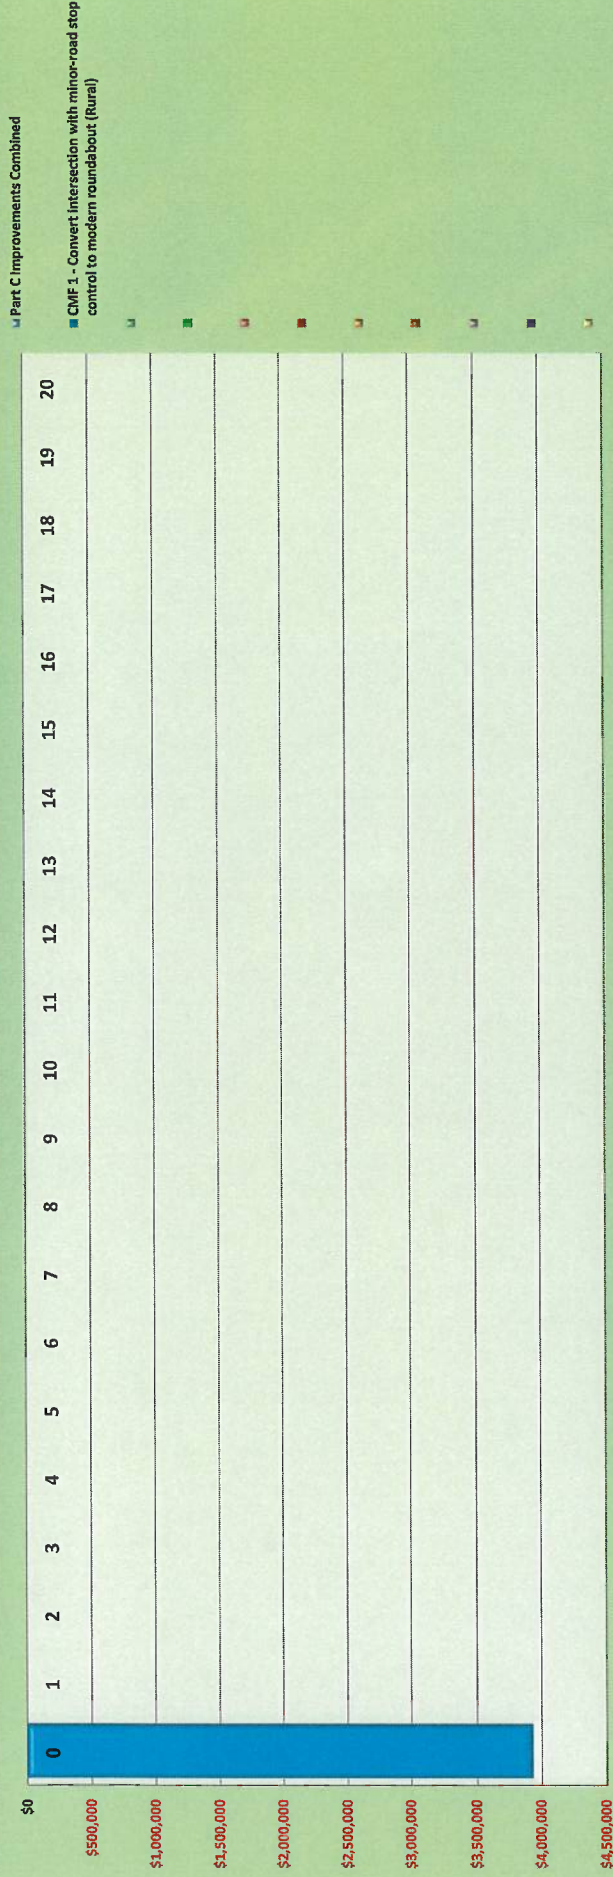 Part C Improvements Combined
CMF 1 - Convert intersection with minor-road stop
control to modern roundabout (Rural)
$0
0 1 2 3 4 5 6 7 8 9 10 11 12 13 14 15 16 17 18 19 20
$500,000
$1,000,000
$1,500,000
$2,000,000
$2,500,000
$3,000,000
$3,500,000
$4,000,000
$4,500,000